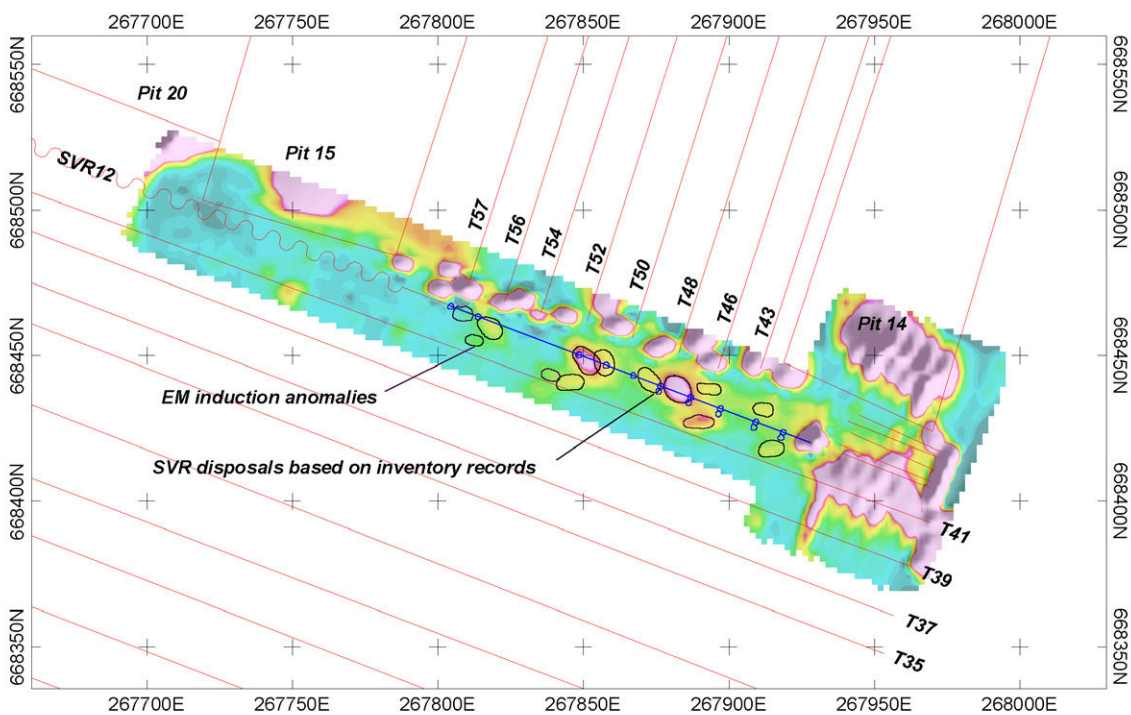 267700E 267750E 267800E 267850E 267900E 267950E 268000E
668550N 668550N
Pit 20
SVR12
Pit 15
668500N 668500N
T57
T56
T54
T52
T50
T48
T46
T43
Pit 14
668450N 668450N
EM induction anomalies
SVR disposals based on inventory records
668400N 668400N
T41
T39
T37
T35
668350N 668350N
267700E 267750E 267800E 267850E 267900E 267950E 268000E